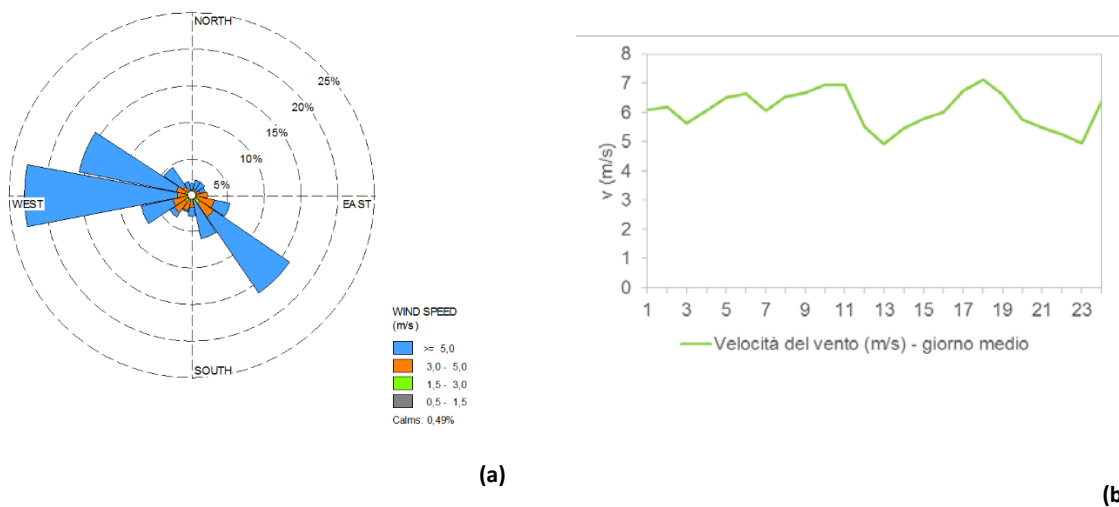 NORTH
25%
20%
15%
10%
5%
WEST
EAST
SOUTH
WIND SPEED
(m/s)
>= 5,0
3,0 - 5,0
1,5 - 3,0
0,5 - 1,5
Calms: 0,49%
(a)
8
7
6
5
4
3
2
1
0
v (m/s)
1 3 5 7 9 11 13 15 17 19 21 23
Velocità del vento (m/s) - giorno medio
(b